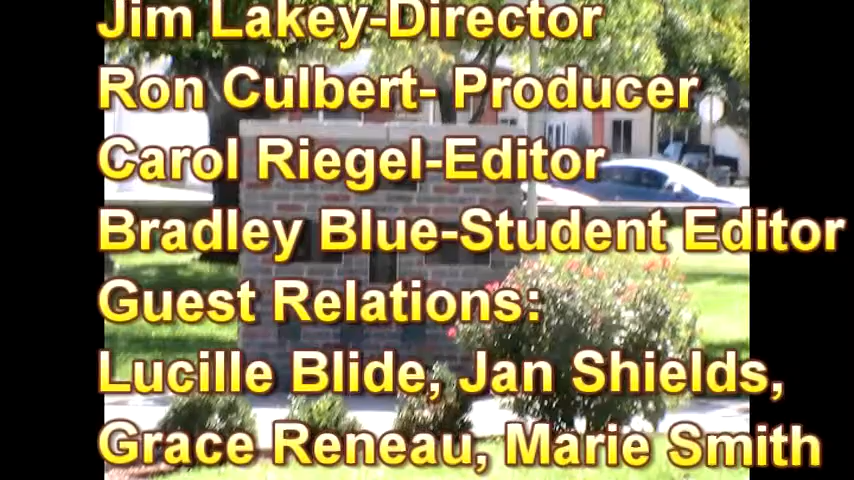 Jim Lakey-Director
Ron Culbert- Producer
Carol Riegel-Editor
Bradley Blue-Student Editor
Guest Relations:
Lucille Blide, Jan Shields,
Grace Reneau, Marie Smith